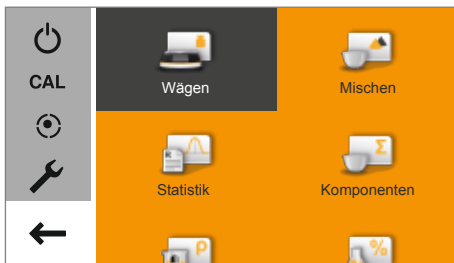 CAL
Wägen
Mischen
Σ
Statistik
Komponenten
ρ
%